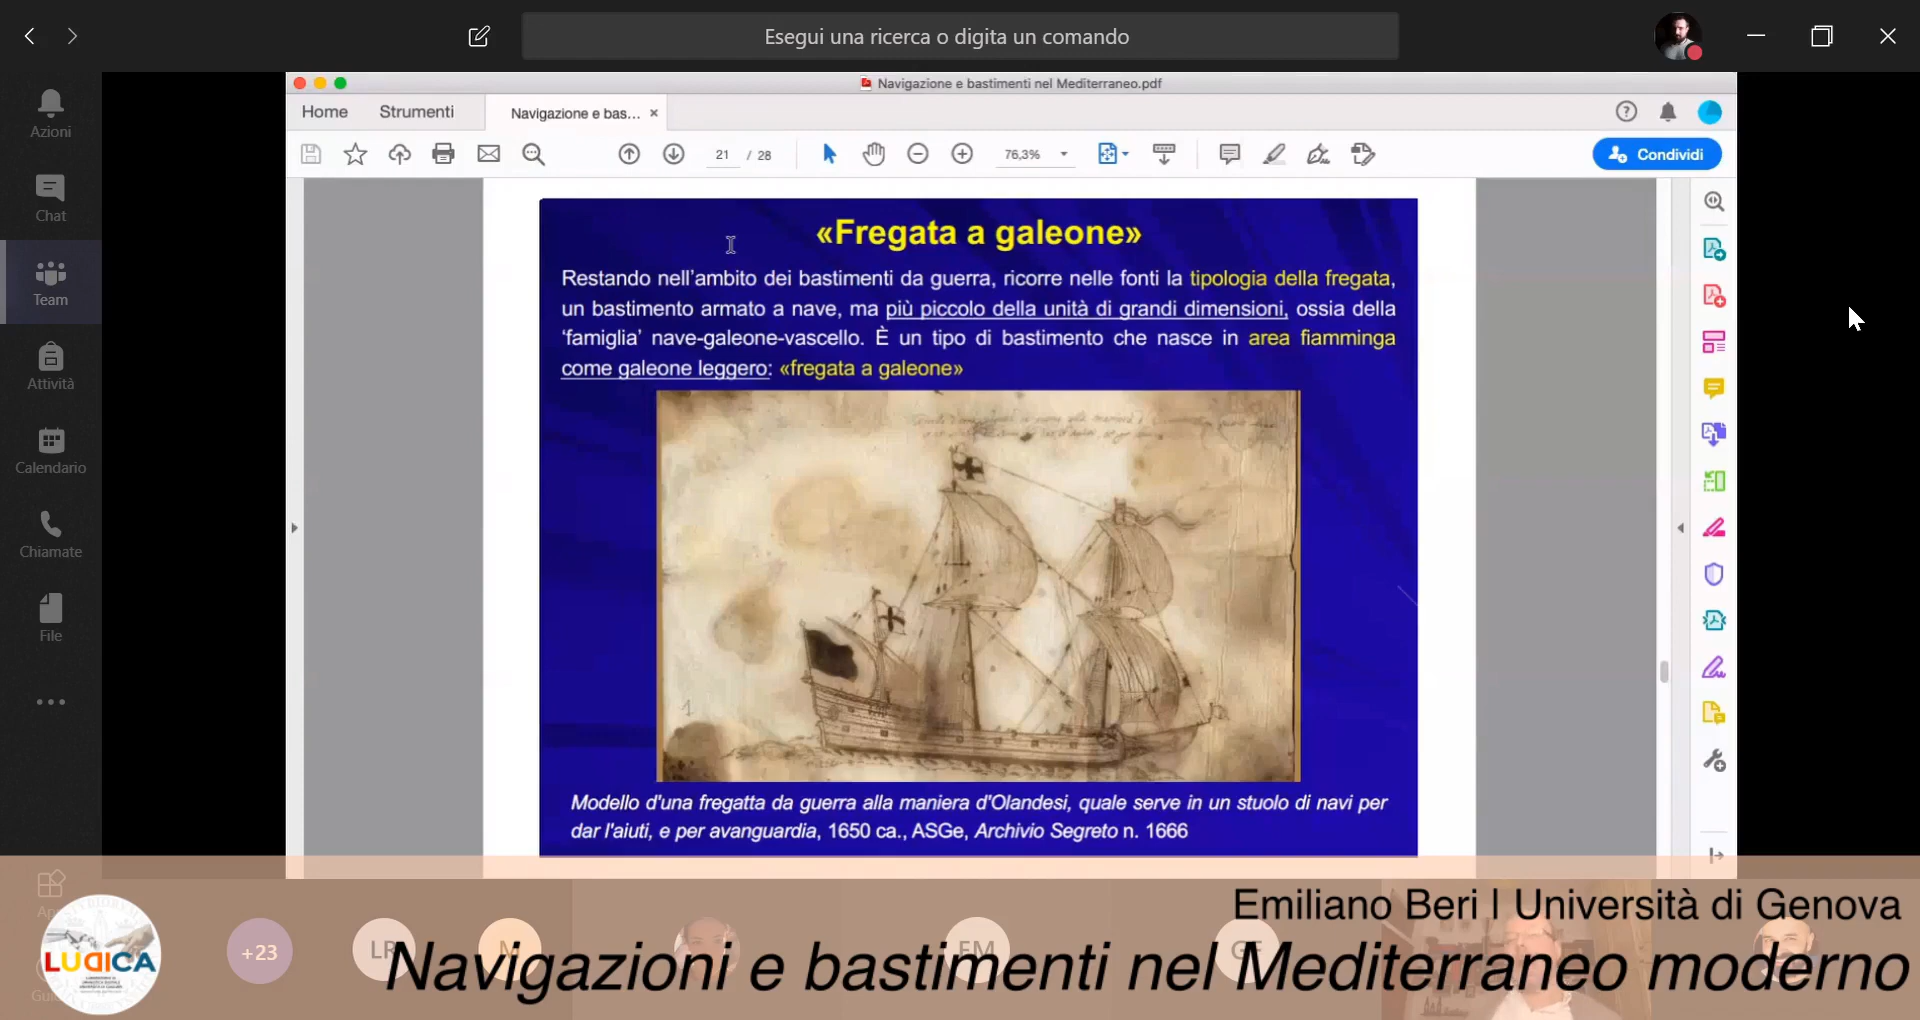 Esegui una ricerca o digita un comando
Azioni
Chat
Team
Attività
Calendario
Chiamate
File
Navigazione e bastimenti nel Mediterraneo.pdf
Home
Strumenti
Navigazione e bas...
21 / 28
76,3%
Condividi
«Fregata a galeone»
Restando nell'ambito dei bastimenti da guerra, ricorre nelle fonti la tipologia della fregata,
un bastimento armato a nave, ma più piccolo della unità di grandi dimensioni, ossia della
'famiglia' nave-galeone-vascello. È un tipo di bastimento che nasce in area fiamminga
come galeone leggero: «fregata a galeone»
Modello d'una fregatta da guerra alla maniera d'Olandesi, quale serve in un stuolo di navi per
dar l'aiuti, e per avanguardia, 1650 ca., ASGe, Archivio Segreto n. 1666
Emiliano Beri | Università di Genova
Navigazioni e bastimenti nel Mediterraneo moderno
LUDICA
+23
LR
M